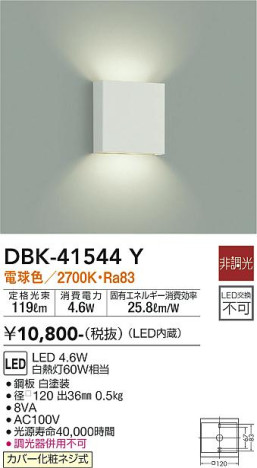 DBK-41544 Y
電球色／2700K・Ra83
非調光
定格光束 消費電力 固有エネルギー消費効率
119ℓm 4.6W 25.8ℓm/W
LED交換 不可
¥10,800-(税抜) (LED内蔵)
LED LED 4.6W
白熱灯60W相当
●鋼板 白塗装
●径□120 出36㎜ 0.5kg
●8VA
●AC100V
●光源寿命40,000時間
●調光器併用不可
カバー化粧ネジ式
□120